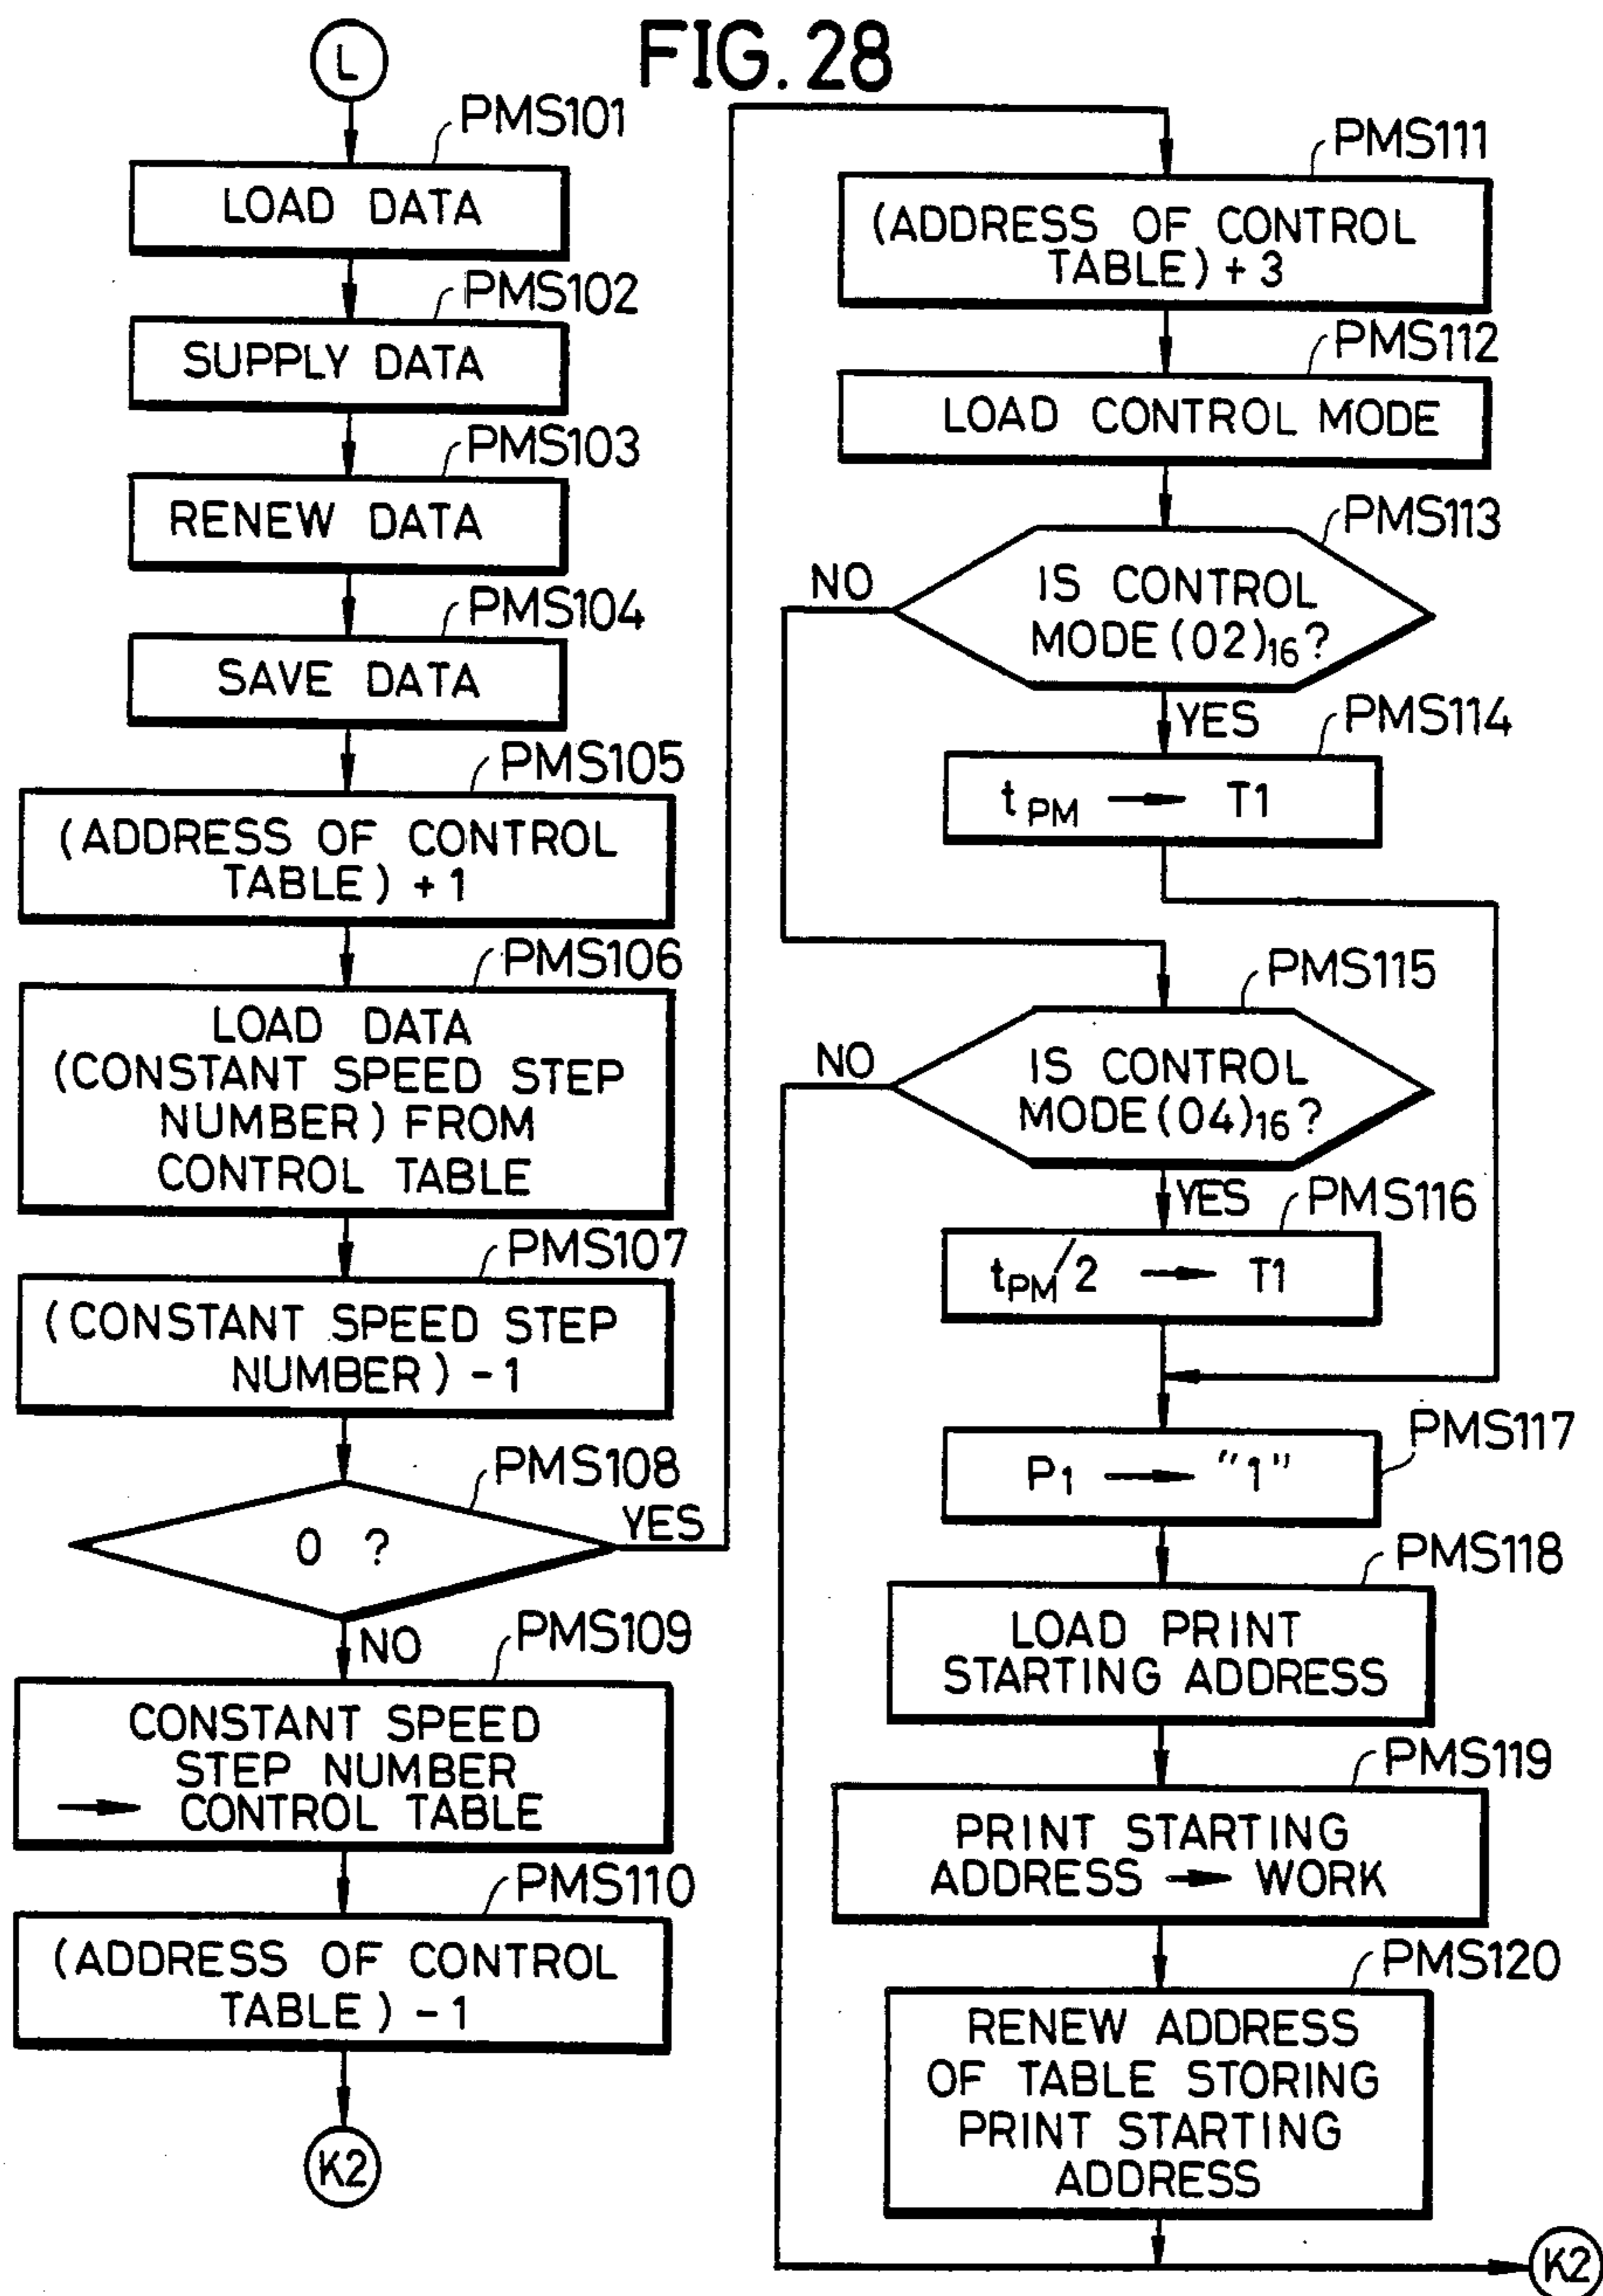 FIG. 28
L
PMS101
LOAD DATA
PMS102
SUPPLY DATA
PMS103
RENEW DATA
PMS104
SAVE DATA
PMS105
(ADDRESS OF CONTROL
TABLE) + 1
PMS106
LOAD DATA
(CONSTANT SPEED STEP
NUMBER) FROM
CONTROL TABLE
PMS107
(CONSTANT SPEED STEP
NUMBER) - 1
PMS108
0 ?
YES
NO
PMS109
CONSTANT SPEED
STEP NUMBER
→ CONTROL TABLE
PMS110
(ADDRESS OF CONTROL
TABLE) - 1
K2
PMS111
(ADDRESS OF CONTROL
TABLE) + 3
PMS112
LOAD CONTROL MODE
PMS113
NO
IS CONTROL
MODE (02)₁₆ ?
YES
PMS114
t PM → T1
PMS115
NO
IS CONTROL
MODE (04)₁₆ ?
YES
PMS116
tPM/2 → T1
PMS117
P1 → "1"
PMS118
LOAD PRINT
STARTING ADDRESS
PMS119
PRINT STARTING
ADDRESS → WORK
PMS120
RENEW ADDRESS
OF TABLE STORING
PRINT STARTING
ADDRESS
K2